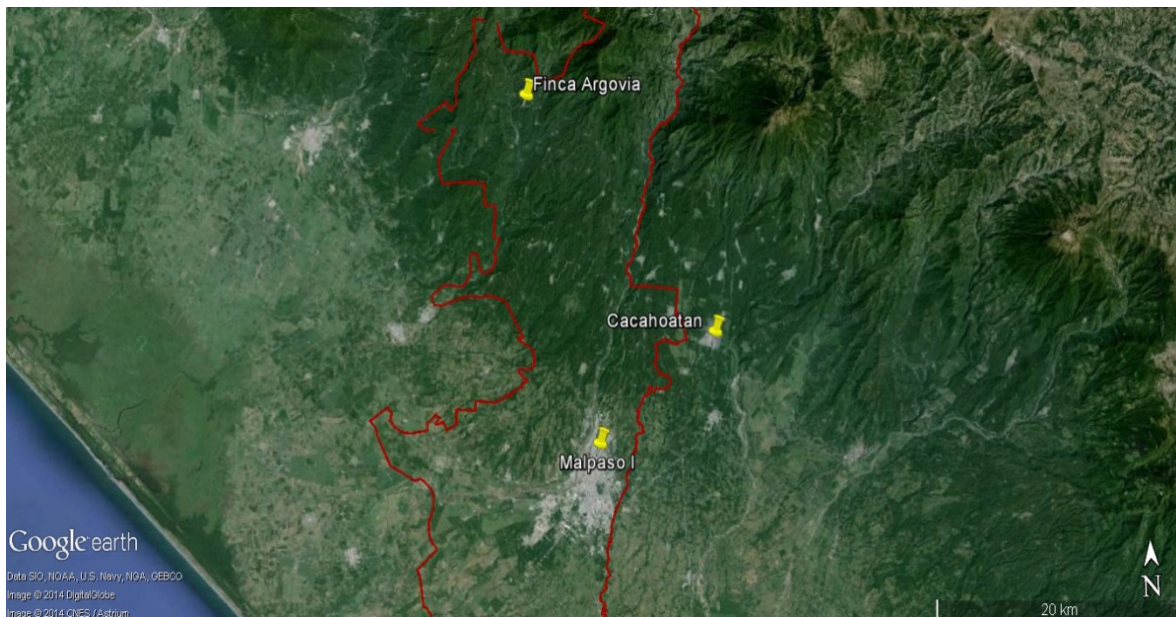 Finca Argovia
Cacahoatan
Malpaso I
Google earth
Data SIO, NOAA, U.S. Navy, NGA, GEBCO
Image © 2014 DigitalGlobe
Image © 2014 CNES / Astrium
N
20 km